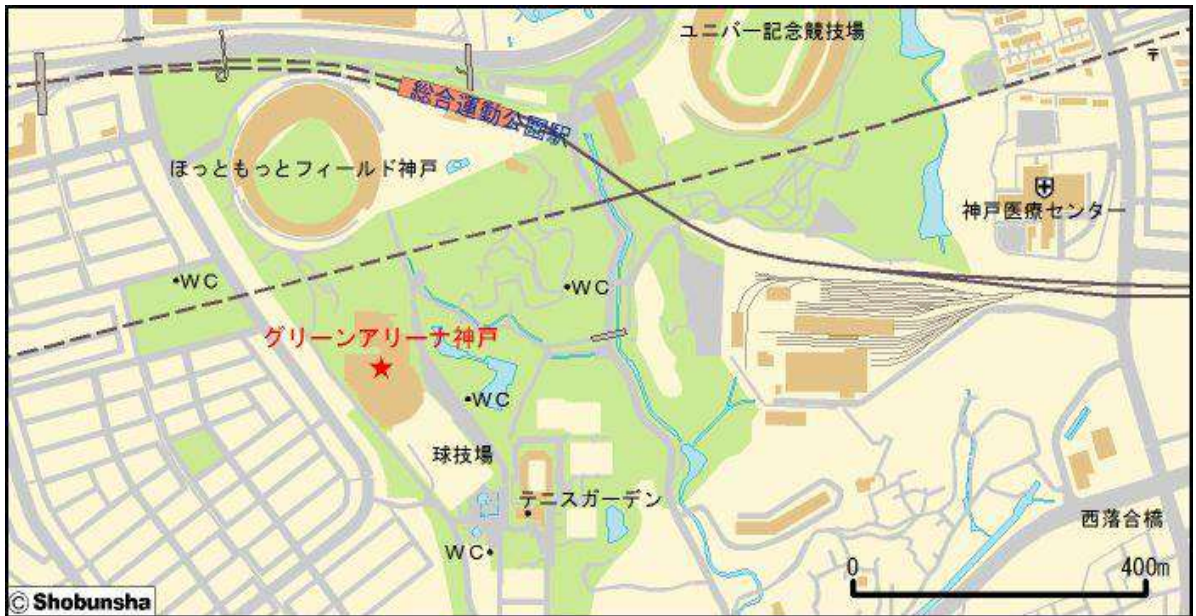 ユニバー記念競技場
〒
総合運動公園駅
ほっともっとフィールド神戸
神戸医療センター
•WC
•WC
グリーンアリーナ神戸
•WC
球技場
テニスガーデン
西落合橋
WC•
0 400m
© Shobunsha